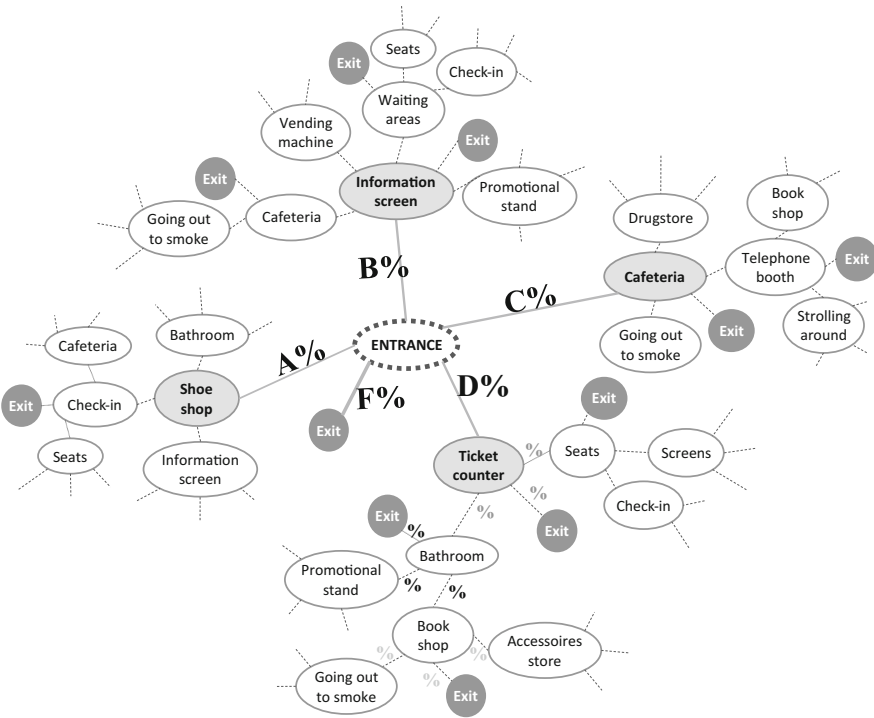 Seats
Exit
Check-in
Waiting
areas
Vending
machine
Exit
Exit
Information
screen
Promotional
stand
Cafeteria
Going out
to smoke
Book
shop
Drugstore
Telephone
booth
Exit
Cafeteria
Strolling
around
Going out
to smoke
Exit
B%
C%
ENTRANCE
A%
F%
D%
Exit
Bathroom
Cafeteria
Shoe
shop
Check-in
Exit
Seats
Information
screen
Exit
Seats
%
Screens
Ticket
counter
%
Check-in
%
Exit
Exit
%
Bathroom
Promotional
stand
%
%
Book
shop
Accessoires
store
%
%
Going out
to smoke
%
Exit